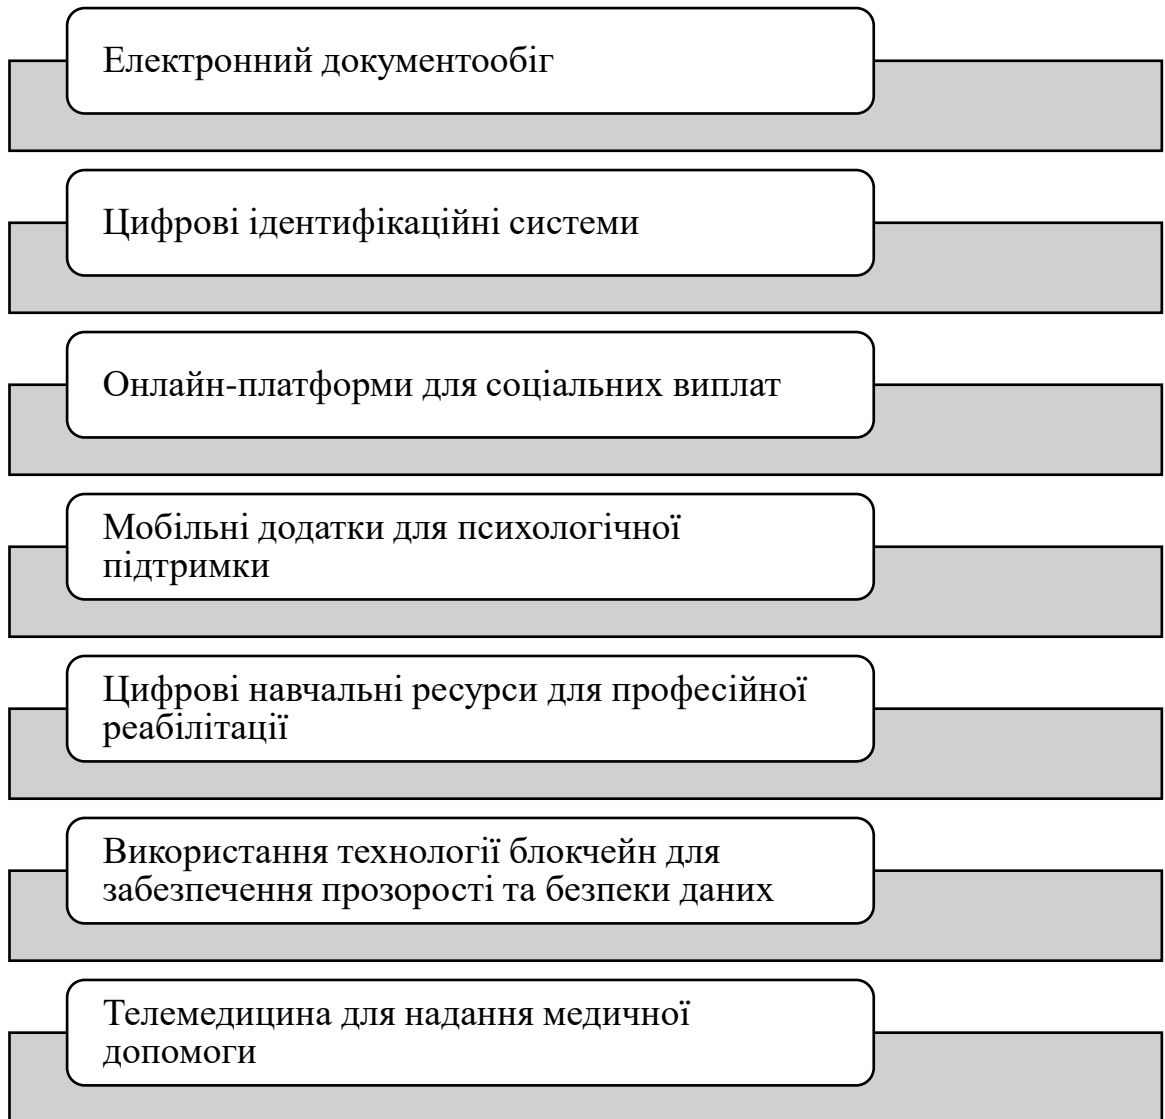 Електронний документообіг
Цифрові ідентифікаційні системи
Онлайн-платформи для соціальних виплат
Мобільні додатки для психологічної
підтримки
Цифрові навчальні ресурси для професійної
реабілітації
Використання технології блокчейн для
забезпечення прозорості та безпеки даних
Телемедицина для надання медичної
допомоги